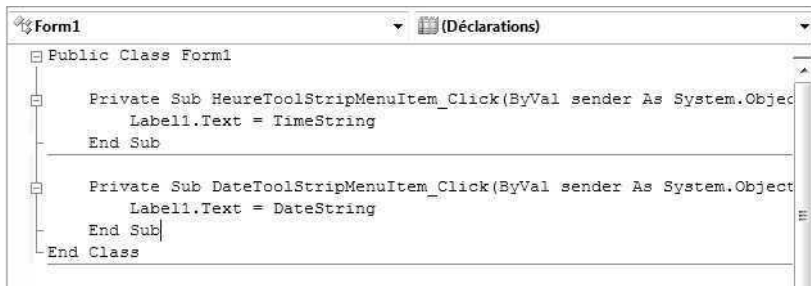 Form1 (Déclarations)
Public Class Form1
Private Sub HeureToolStripMenuItem_Click(ByVal sender As System.Objec
Label1.Text = TimeString
End Sub
Private Sub DateToolStripMenuItem_Click(ByVal sender As System.Object
Label1.Text = DateString
End Sub
End Class